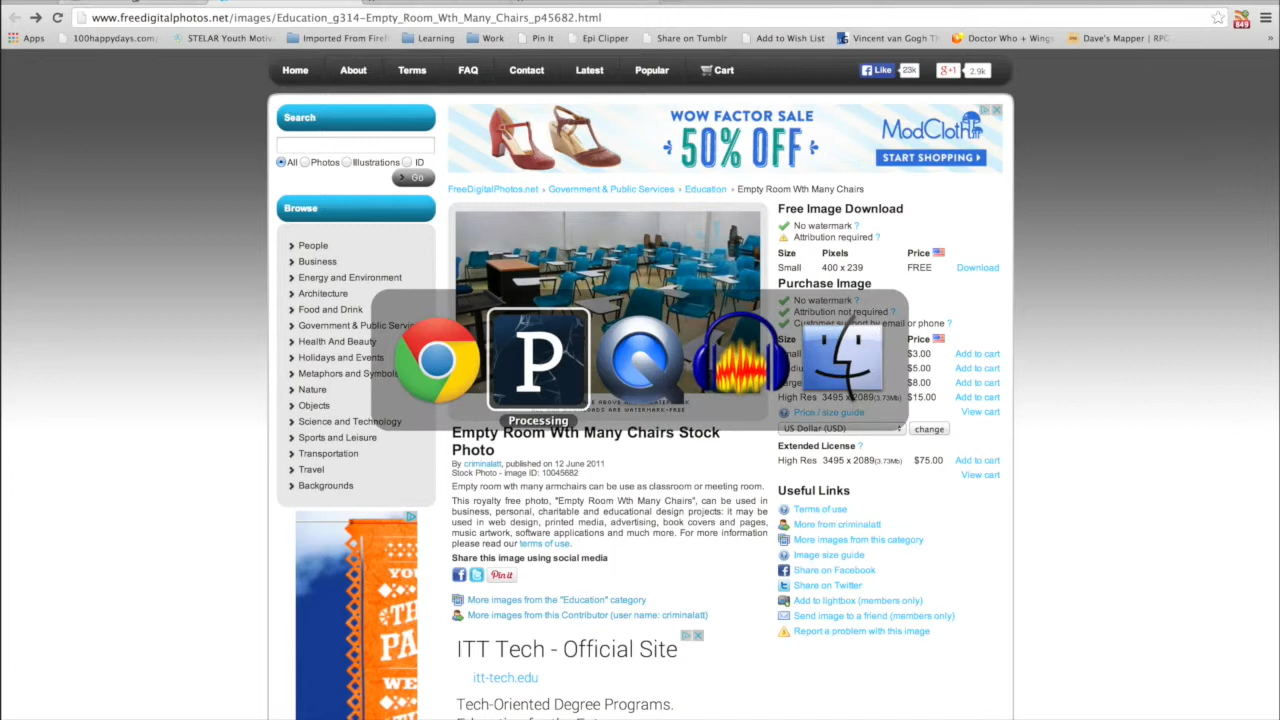 www.freedigitalphotos.net/images/Education_g314-Empty_Room_Wth_Many_Chairs_p45682.html
849
Apps
100happydays.com/
STELAR Youth Motiv
Imported From Firef
Learning
Work
Pin It
Epi Clipper
Share on Tumblr
Add to Wish List
Vincent van Gogh Th
Doctor Who + Wings
Dave's Mapper | RPG
»
Home
About
Terms
FAQ
Contact
Latest
Popular
Cart
Like
23k
+1
2.9k
Search
All Photos Illustrations ID
Go
WOW FACTOR SALE
50% OFF
ModCloth
START SHOPPING
FreeDigitalPhotos.net › Government & Public Services › Education › Empty Room Wth Many Chairs
Browse
People
Business
Energy and Environment
Architecture
Food and Drink
Government & Public Servic
Health And Beauty
Holidays and Events
Metaphors and Symbols
Nature
Objects
Science and Technology
Sports and Leisure
Transportation
Travel
Backgrounds
Free Image Download
No watermark ?
Attribution required ?
Size Pixels Price
Small 400 x 239 FREE Download
Purchase Image
No watermark ?
Attribution not required ?
Customer support by email or phone ?
Size Price
$3.00 Add to cart
$5.00 Add to cart
$8.00 Add to cart
High Res 3495 x 2089(3.73Mb) $15.00 Add to cart
Price / size guide View cart
US Dollar (USD) change
Extended License ?
High Res 3495 x 2089(3.73Mb) $75.00 Add to cart
View cart
P
Processing
Empty Room Wth Many Chairs Stock
Photo
By criminalatt, published on 12 June 2011
Stock Photo - image ID: 10045682
Empty room wth many armchairs can be use as classroom or meeting room.
This royalty free photo, "Empty Room Wth Many Chairs", can be used in
business, personal, charitable and educational design projects: it may be
used in web design, printed media, advertising, book covers and pages,
music artwork, software applications and much more. For more information
please read our terms of use.
Share this image using social media
Pin it
More images from the "Education" category
More images from this Contributor (user name: criminalatt)
Useful Links
Terms of use
More from criminalatt
More images from this category
Image size guide
Share on Facebook
Share on Twitter
Add to lightbox (members only)
Send image to a friend (members only)
Report a problem with this image
ITT Tech - Official Site
itt-tech.edu
Tech-Oriented Degree Programs.